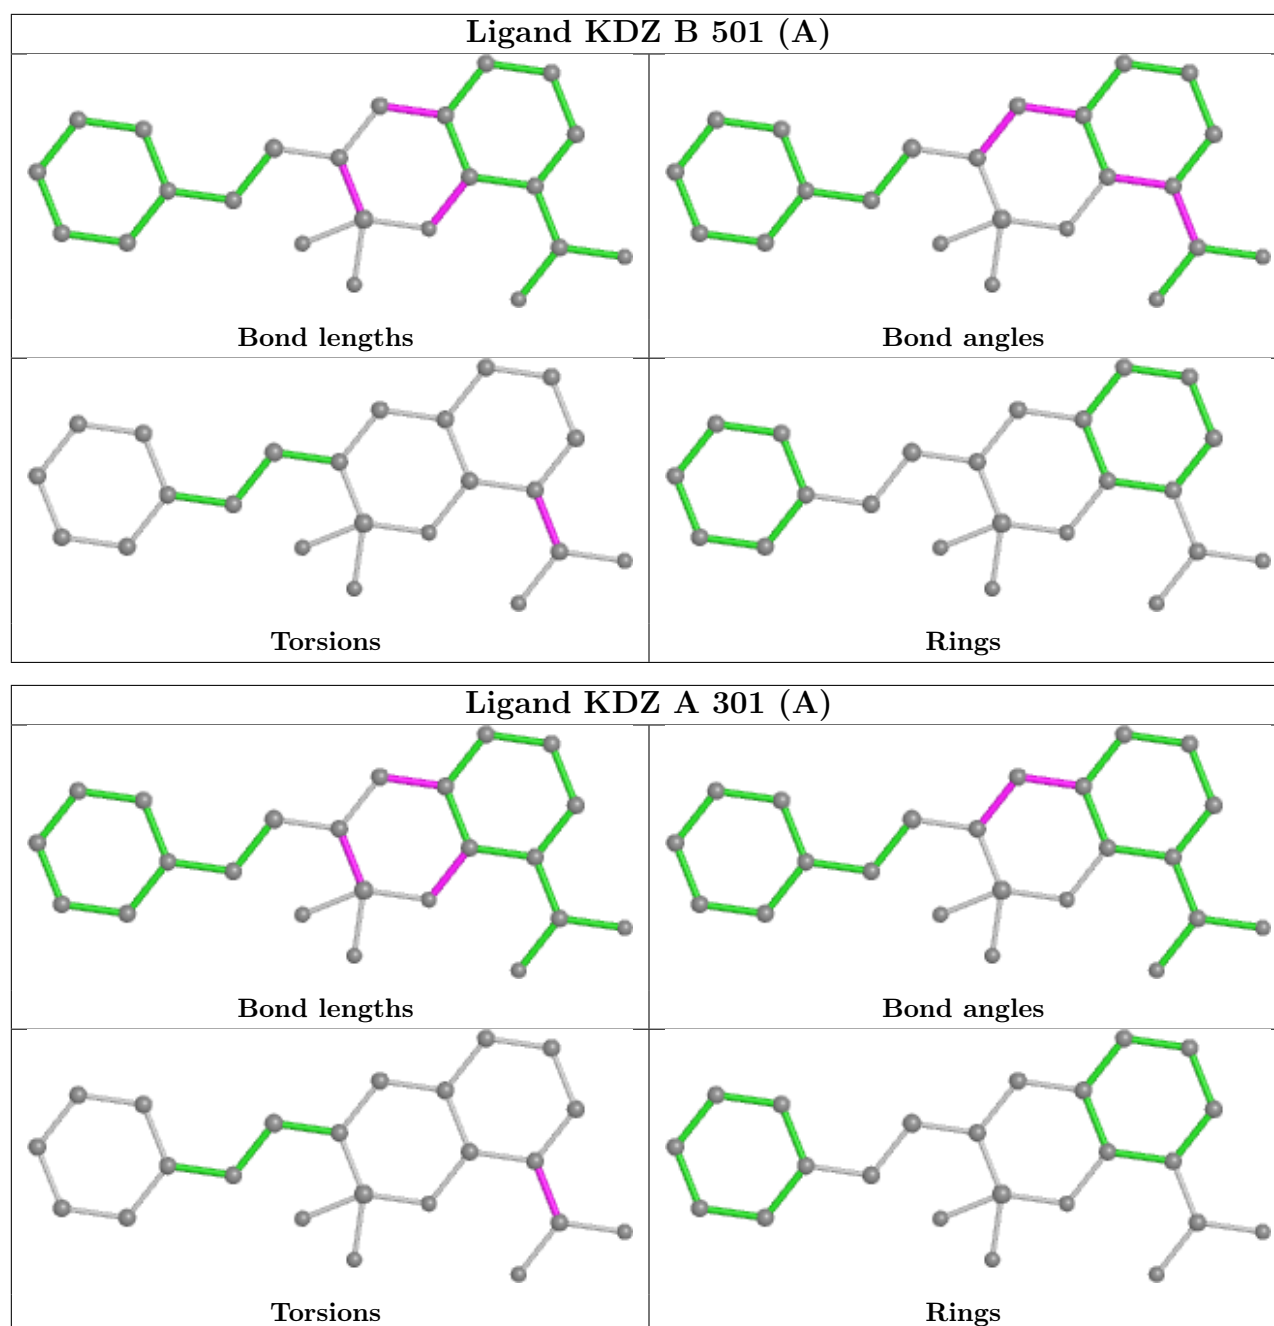 Ligand KDZ B 501 (A)
Bond lengths
Bond angles
Torsions
Rings
Ligand KDZ A 301 (A)
Bond lengths
Bond angles
Torsions
Rings